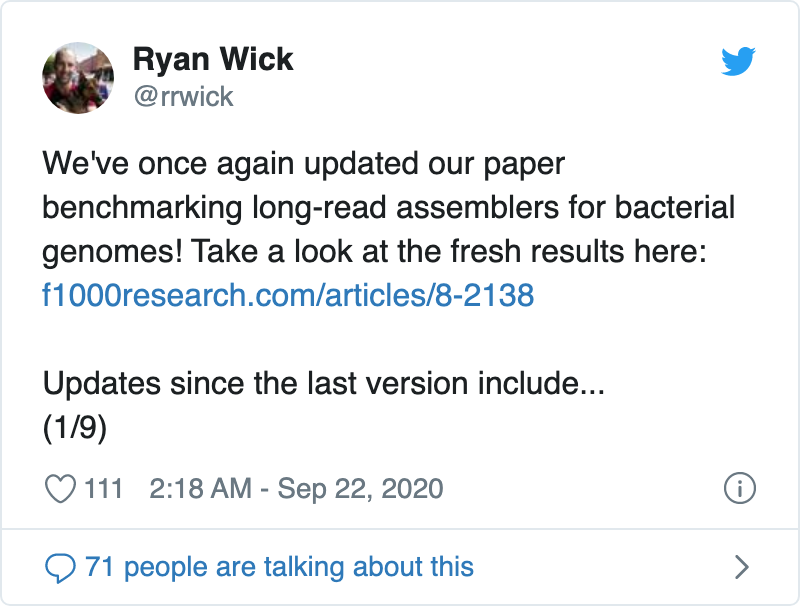 Ryan Wick
@rrwick
We've once again updated our paper
benchmarking long-read assemblers for bacterial
genomes! Take a look at the fresh results here:
f1000research.com/articles/8-2138
Updates since the last version include...
(1/9)
111 2:18 AM - Sep 22, 2020
71 people are talking about this